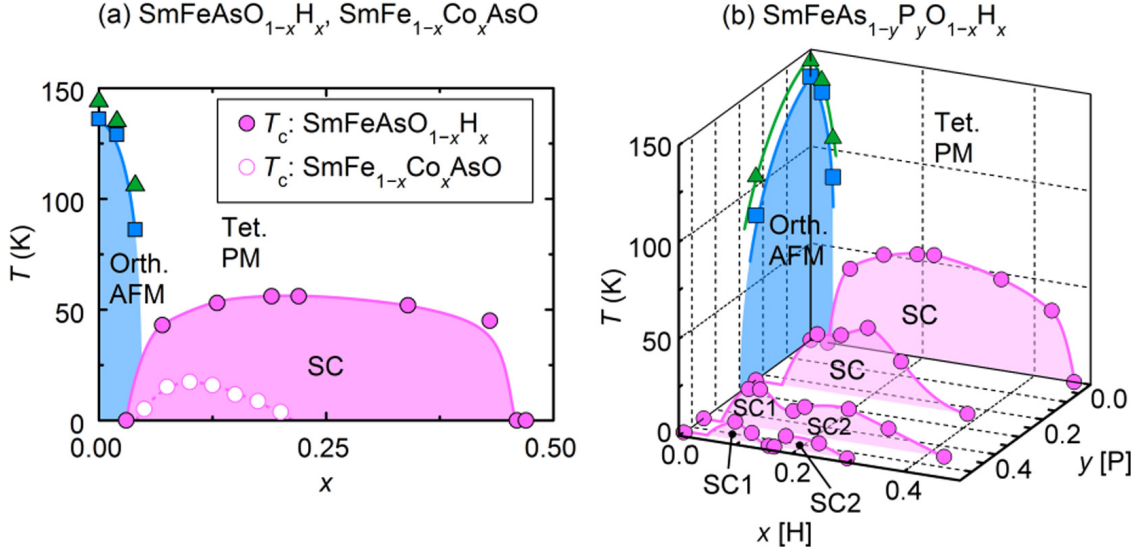 (a) SmFeAsO1−xHx, SmFe1−xCoxAsO
150
100
50
0
T (K)
Tc: SmFeAsO1−xHx
Tc: SmFe1−xCoxAsO
Tet.
PM
Orth.
AFM
SC
0.00
0.25
0.50
x
(b) SmFeAs1−yPyO1−xHx
150
100
50
0
T (K)
Tet.
PM
Orth.
AFM
SC
SC
SC1
SC2
SC1
SC2
0.0
0.2
0.4
x [H]
0.0
0.2
0.4
y [P]